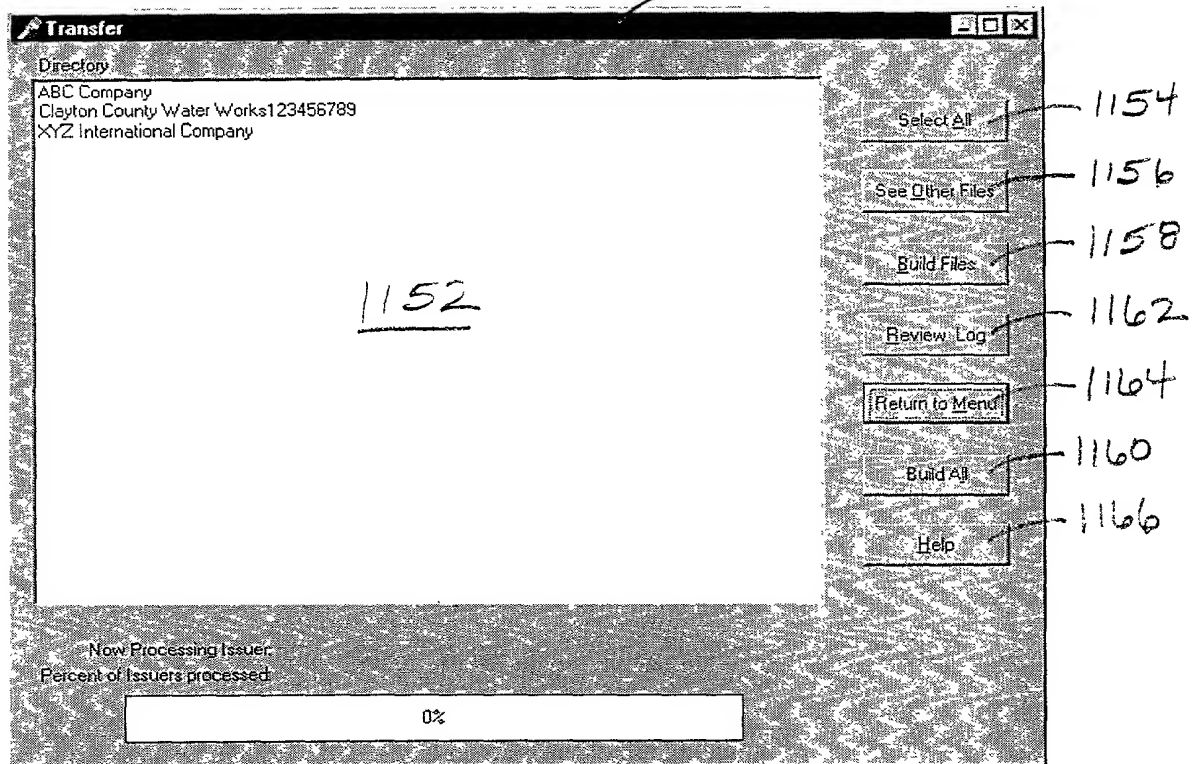 Transfer
Directory
ABC Company
Clayton County Water Works123456789
XYZ International Company
1152
Select All
1154
See Other Files
1156
Build Files
1158
Review Log
1162
Return to Menu
1164
Build All
1160
Help
1166
Now Processing Issuer:
Percent of Issuers processed:
0%